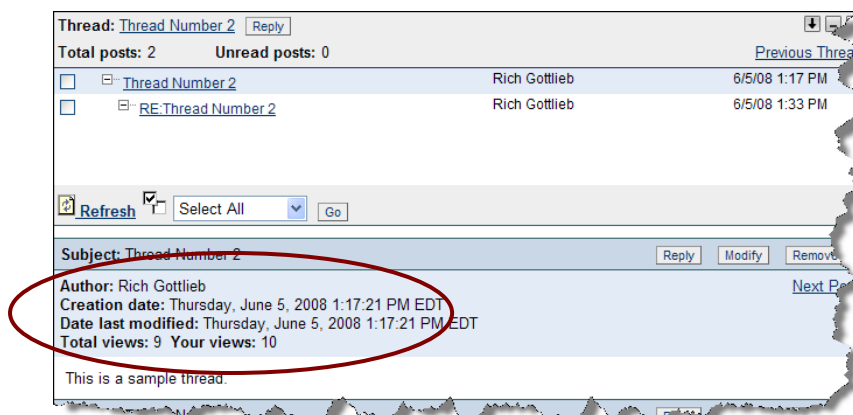 Thread: Thread Number 2 Reply
Total posts: 2 Unread posts: 0 Previous
Thread Number 2 Rich Gottlieb 6/5/08 1:17 PM
RE:Thread Number 2 Rich Gottlieb 6/5/08 1:33 PM
Refresh Select All Go
Subject: Thread Number 2 Reply Modify Remove
Author: Rich Gottlieb Next
Creation date: Thursday, June 5, 2008 1:17:21 PM EDT
Date last modified: Thursday, June 5, 2008 1:17:21 PM EDT
Total views: 9 Your views: 10
This is a sample thread.